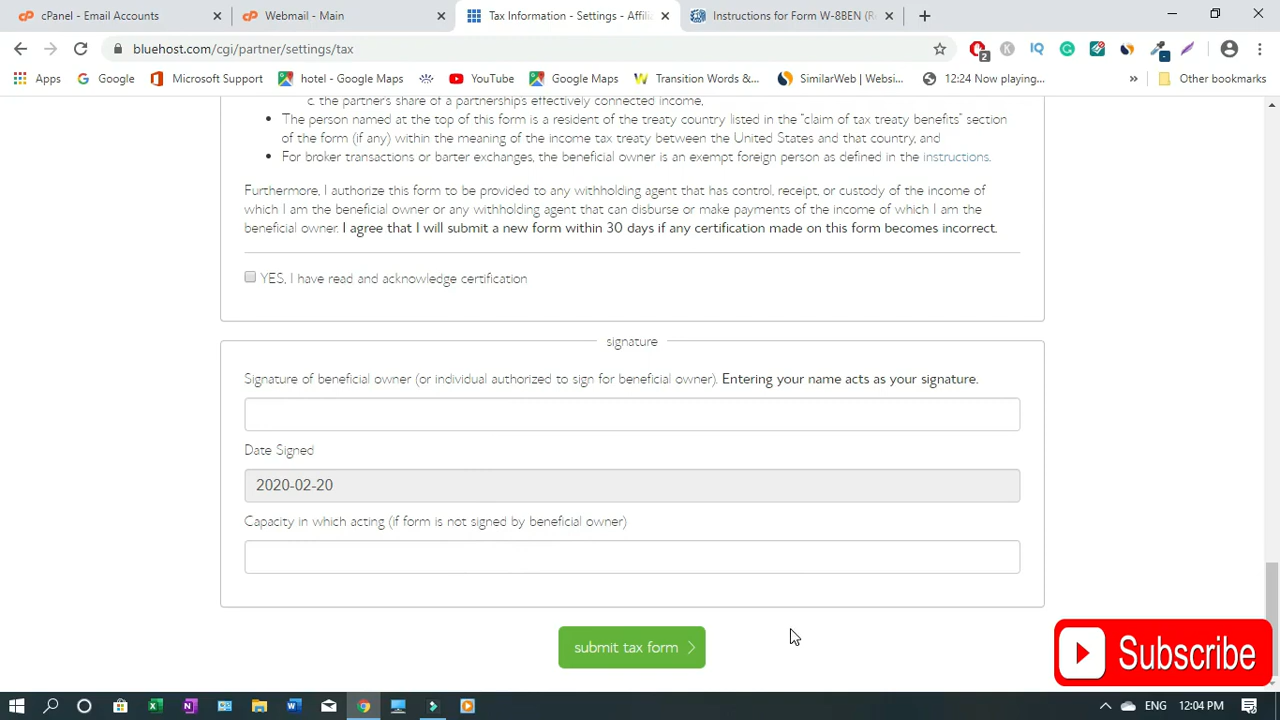 cPanel - Email Accounts
Webmail - Main
Tax Information - Settings - Affili
Instructions for Form W-8BEN (R
bluehost.com/cgi/partner/settings/tax
2
Apps
Google
Microsoft Support
hotel - Google Maps
YouTube
Google Maps
Transition Words &...
SimilarWeb | Websi...
12:24 Now playing...
Other bookmarks
c. the partner's share of a partnership's effectively connected income,
• The person named at the top of this form is a resident of the treaty country listed in the "claim of tax treaty benefits" section
of the form (if any) within the meaning of the income tax treaty between the United States and that country, and
• For broker transactions or barter exchanges, the beneficial owner is an exempt foreign person as defined in the instructions.
Furthermore, I authorize this form to be provided to any withholding agent that has control, receipt, or custody of the income of
which I am the beneficial owner or any withholding agent that can disburse or make payments of the income of which I am the
beneficial owner. I agree that I will submit a new form within 30 days if any certification made on this form becomes incorrect.
YES, I have read and acknowledge certification
signature
Signature of beneficial owner (or individual authorized to sign for beneficial owner). Entering your name acts as your signature.
Date Signed
2020-02-20
Capacity in which acting (if form is not signed by beneficial owner)
submit tax form
Subscribe
ENG
12:04 PM